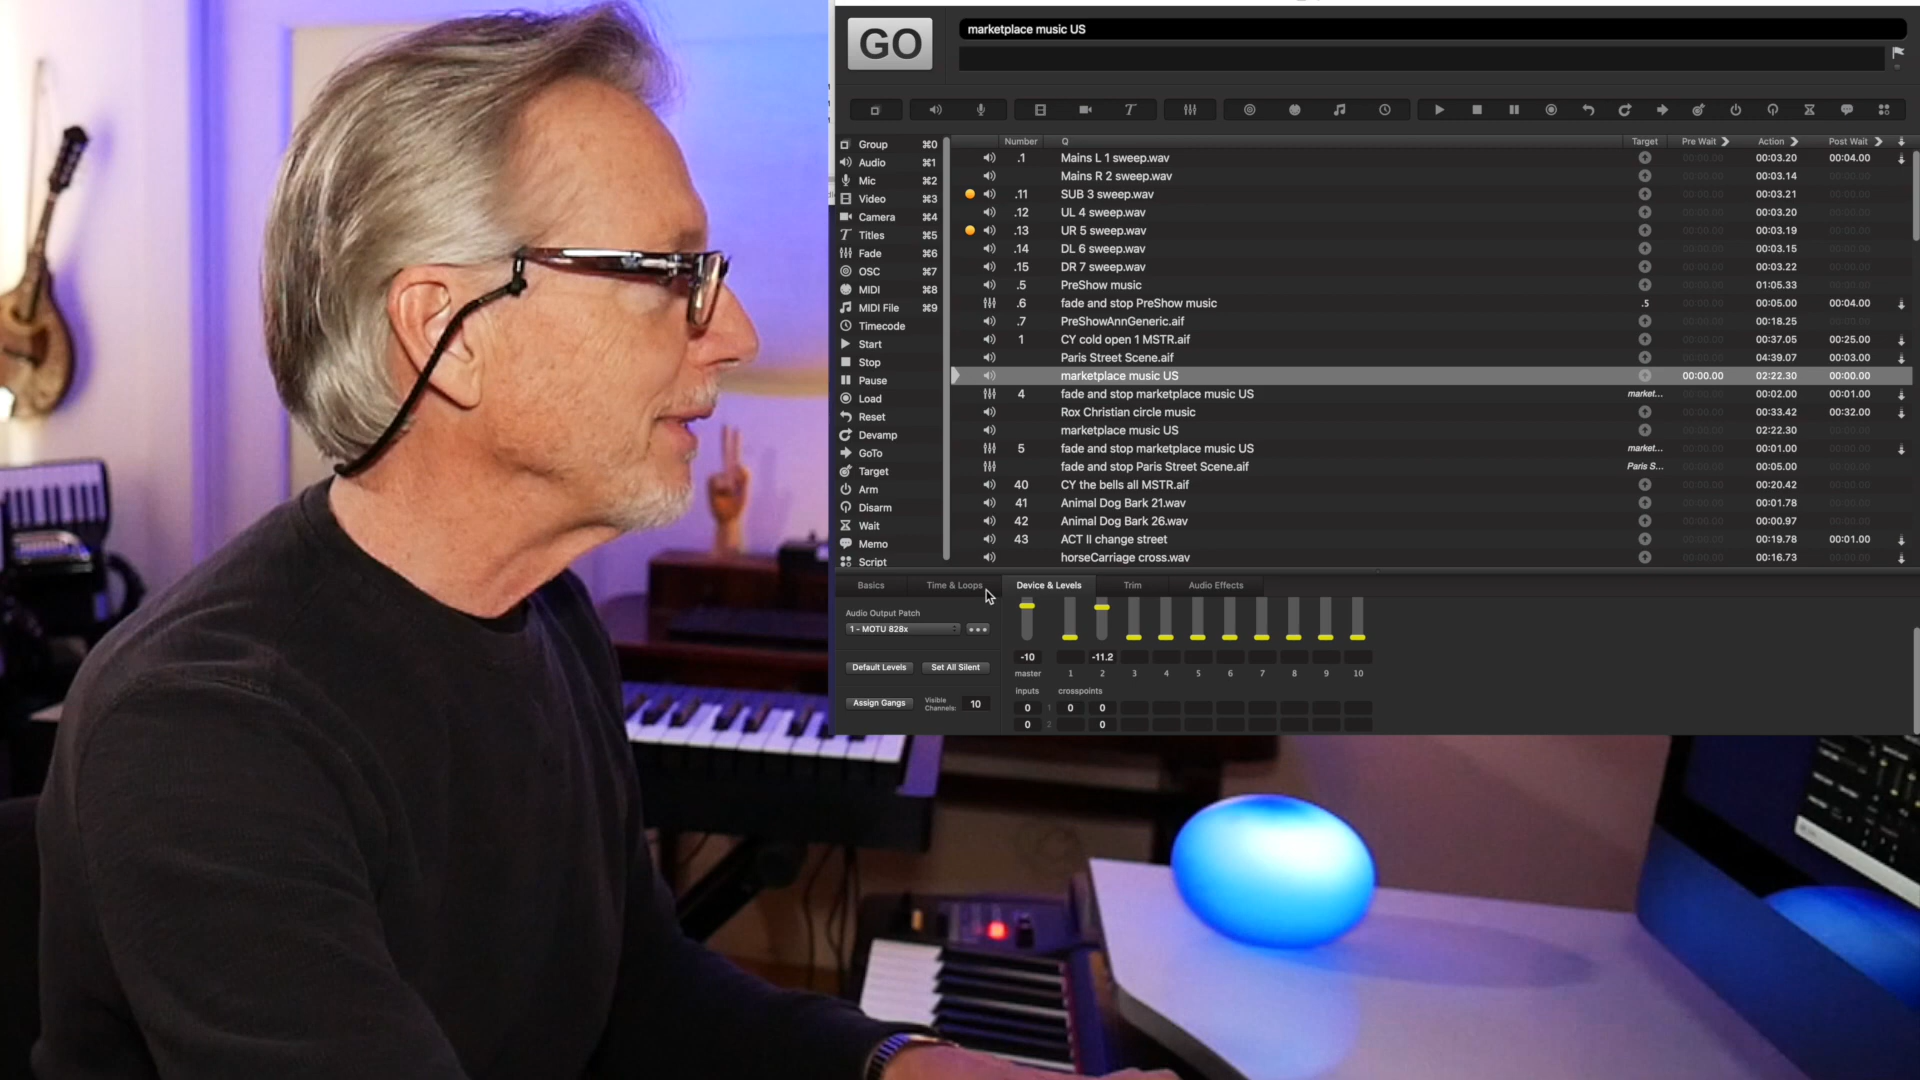 GO
marketplace music US
Number Q Target Pre Wait Action Post Wait
Group ⌘0
Audio ⌘1
Mic ⌘2
Video ⌘3
Camera ⌘4
Titles ⌘5
Fade ⌘6
OSC ⌘7
MIDI ⌘8
MIDI File ⌘9
Timecode
Start
Stop
Pause
Load
Reset
Devamp
GoTo
Target
Arm
Disarm
Wait
Memo
Script
.1 Mains L 1 sweep.wav 00:03.20 00:04.00
Mains R 2 sweep.wav 00:03.14
.11 SUB 3 sweep.wav 00:03.21
.12 UL 4 sweep.wav 00:03.20
.13 UR 5 sweep.wav 00:03.19
.14 DL 6 sweep.wav 00:03.15
.15 DR 7 sweep.wav 00:03.22
.5 PreShow music 01:05.33
.6 fade and stop PreShow music .5 00:05.00 00:04.00
.7 PreShowAnnGeneric.aif 00:18.25
1 CY cold open 1 MSTR.aif 00:37.05 00:25.00
Paris Street Scene.aif 04:39.07 00:03.00
marketplace music US 00:00.00 02:22.30 00:00.00
4 fade and stop marketplace music US market... 00:02.00 00:01.00
Rox Christian circle music 00:33.42 00:32.00
marketplace music US 02:22.30
5 fade and stop marketplace music US market... 00:01.00
fade and stop Paris Street Scene.aif Paris S... 00:05.00
40 CY the bells all MSTR.aif 00:20.42
41 Animal Dog Bark 21.wav 00:01.78
42 Animal Dog Bark 26.wav 00:00.97
43 ACT II change street 00:19.78 00:01.00
horseCarriage cross.wav 00:16.73
Basics Time & Loops Device & Levels Trim Audio Effects
Audio Output Patch
1 - MOTU 828x
Default Levels Set All Silent
Assign Gangs Visible Channels: 10
-10 -11.2
master 1 2 3 4 5 6 7 8 9 10
inputs crosspoints
0 1 0 0
0 2 0